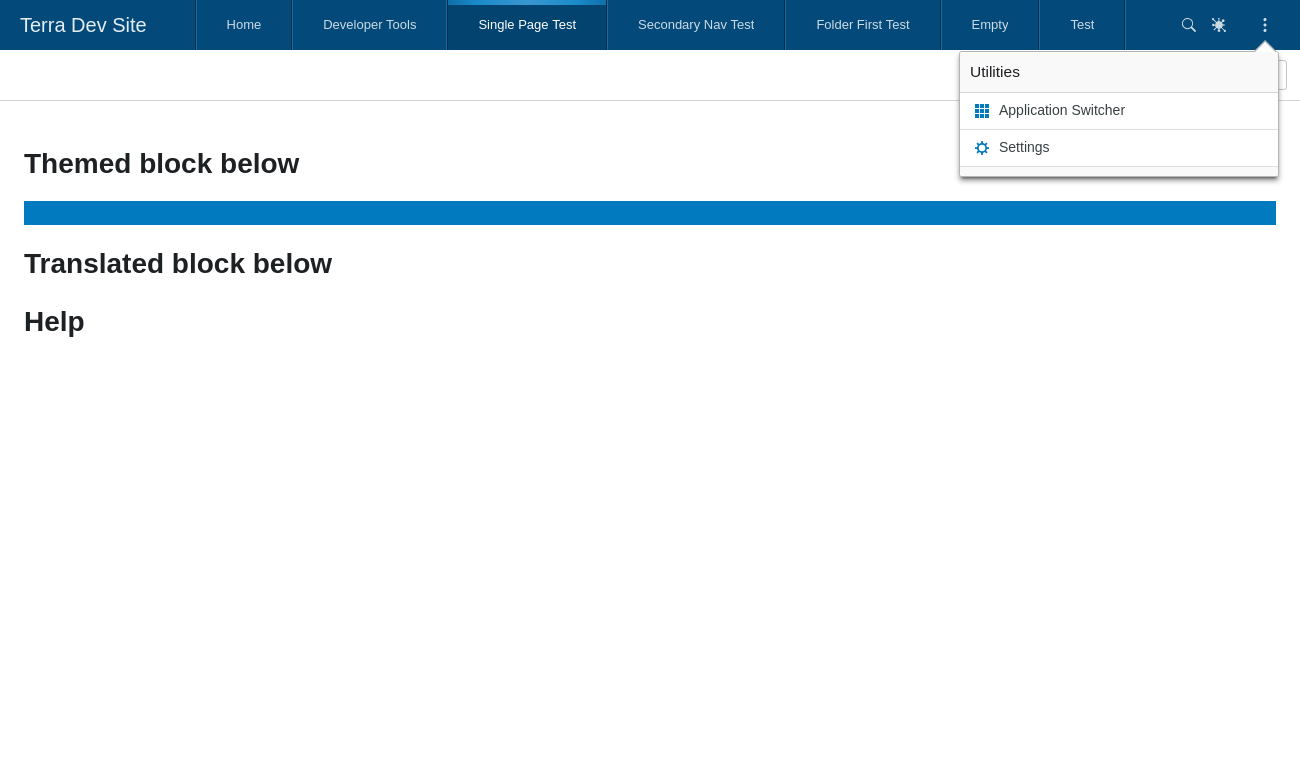 Terra Dev Site
Home
Developer Tools
Single Page Test
Secondary Nav Test
Folder First Test
Empty
Test
Utilities
Application Switcher
Settings
Themed block below
Translated block below
Help